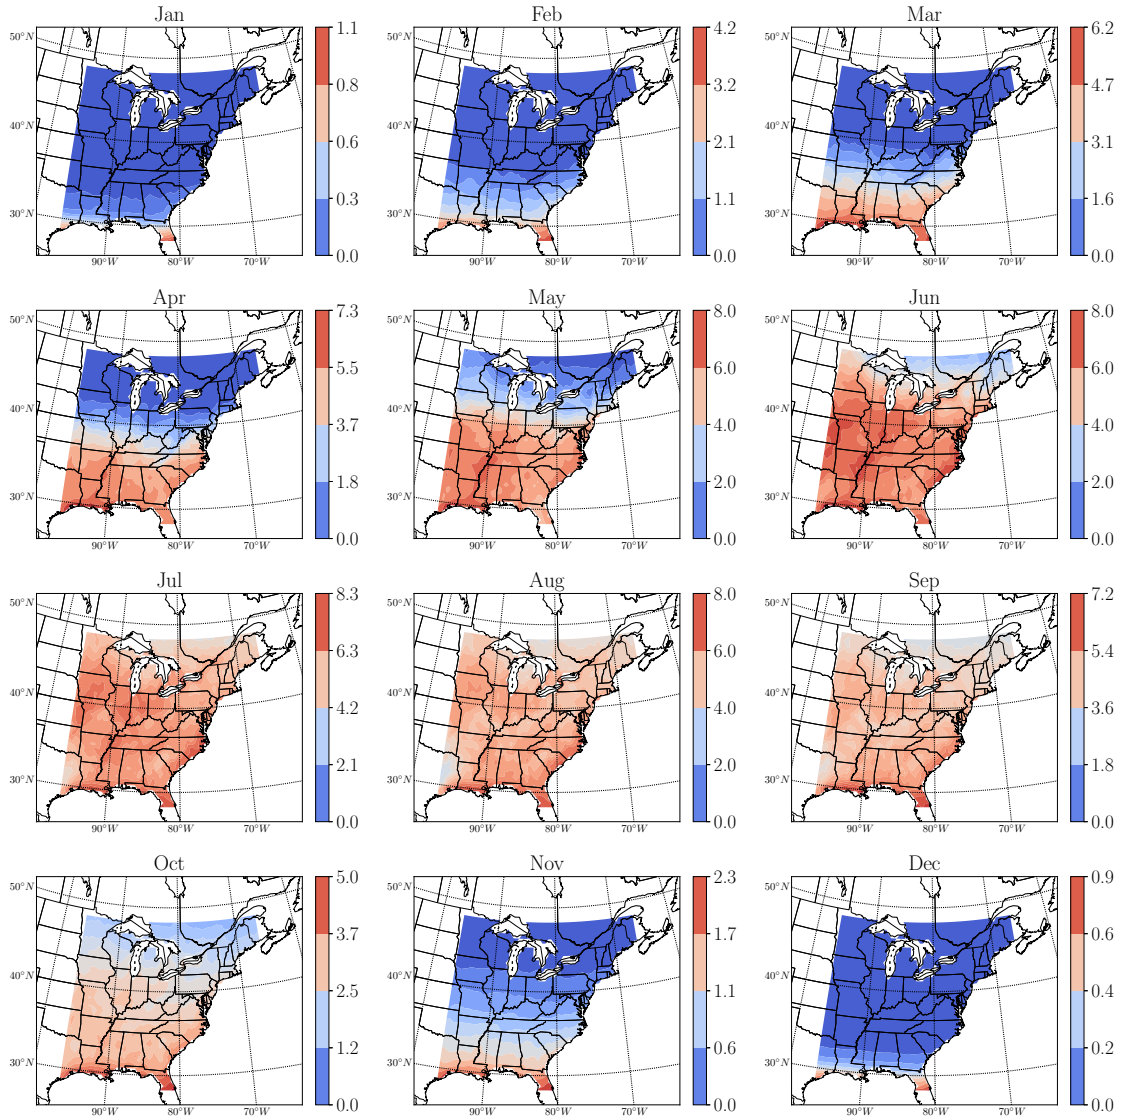 Jan
50°N
40°N
30°N
90°W 80°W 70°W
1.1
0.8
0.6
0.3
0.0
Feb
50°N
40°N
30°N
90°W 80°W 70°W
4.2
3.2
2.1
1.1
0.0
Mar
50°N
40°N
30°N
90°W 80°W 70°W
6.2
4.7
3.1
1.6
0.0
Apr
50°N
40°N
30°N
90°W 80°W 70°W
7.3
5.5
3.7
1.8
0.0
May
50°N
40°N
30°N
90°W 80°W 70°W
8.0
6.0
4.0
2.0
0.0
Jun
50°N
40°N
30°N
90°W 80°W 70°W
8.0
6.0
4.0
2.0
0.0
Jul
50°N
40°N
30°N
90°W 80°W 70°W
8.3
6.3
4.2
2.1
0.0
Aug
50°N
40°N
30°N
90°W 80°W 70°W
8.0
6.0
4.0
2.0
0.0
Sep
50°N
40°N
30°N
90°W 80°W 70°W
7.2
5.4
3.6
1.8
0.0
Oct
50°N
40°N
30°N
90°W 80°W 70°W
5.0
3.7
2.5
1.2
0.0
Nov
50°N
40°N
30°N
90°W 80°W 70°W
2.3
1.7
1.1
0.6
0.0
Dec
50°N
40°N
30°N
90°W 80°W 70°W
0.9
0.6
0.4
0.2
0.0